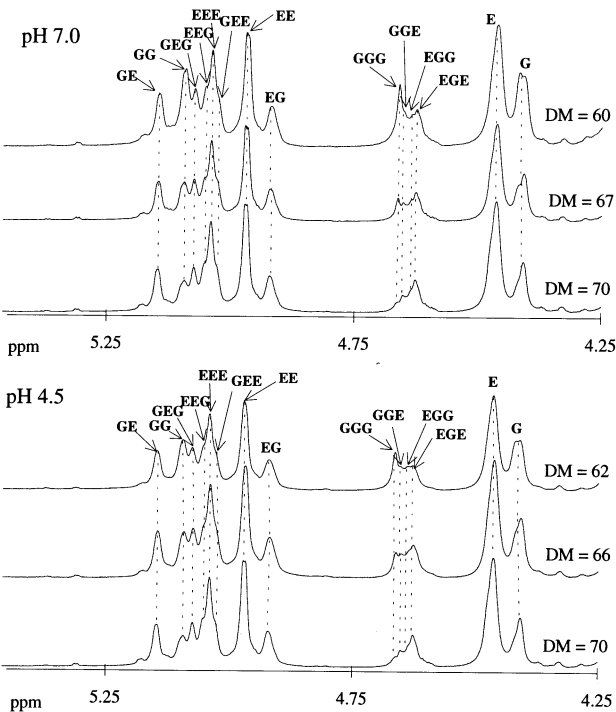 EEE GEE EE E
pH 7.0
EEG
GEG GG GE
GGE
G
GGG EGG
EGE
EG
DM = 60
DM = 67
DM = 70
ppm 5.25 4.75 4.25
pH 4.5
EEE GEE EE E
EEG
GEG
GE GG
GGE EGG
GGG EGE
G
EG
DM = 62
DM = 66
DM = 70
ppm 5.25 4.75 4.25